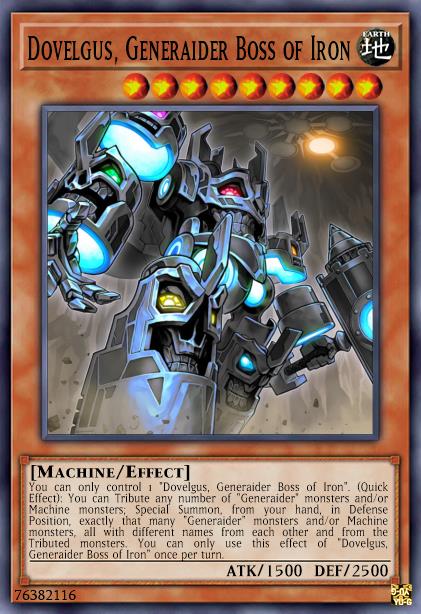 Dovelgus, Generaider Boss of Iron
EARTH
地
[Machine/Effect]
You can only control 1 "Dovelgus, Generaider Boss of Iron". (Quick
Effect): You can Tribute any number of "Generaider" monsters and/or
Machine monsters; Special Summon, from your hand, in Defense
Position, exactly that many "Generaider" monsters and/or Machine
monsters, all with different names from each other and from the
Tributed monsters. You can only use this effect of "Dovelgus,
Generaider Boss of Iron" once per turn.
ATK/1500 DEF/2500
76382116